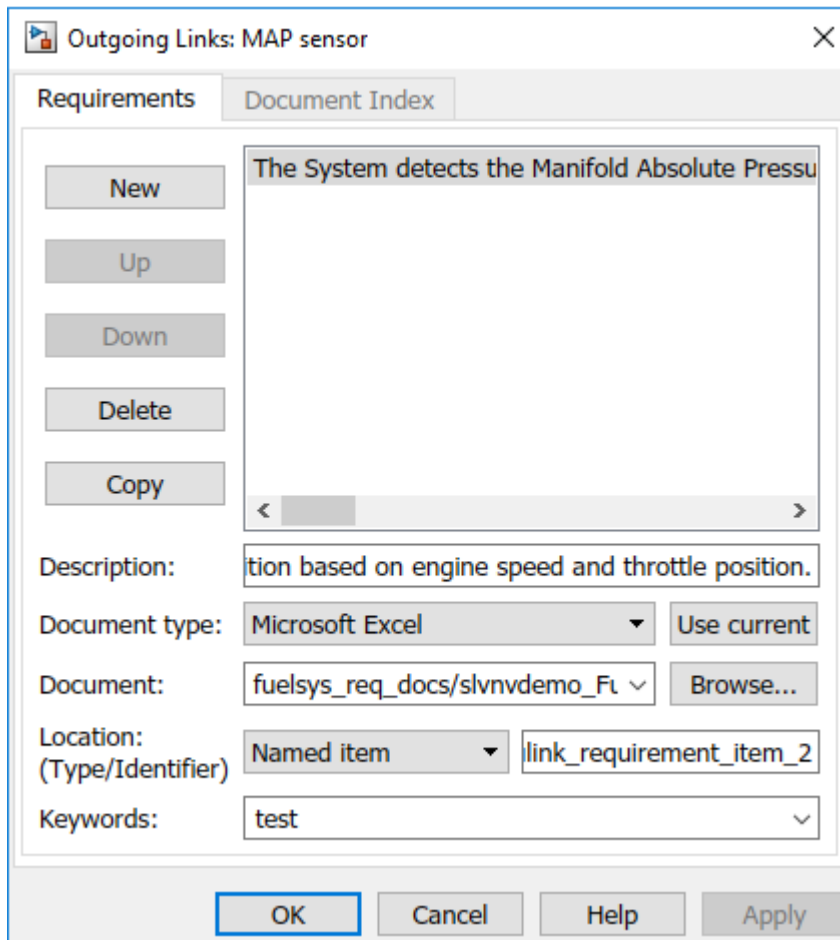 Outgoing Links: MAP sensor
Requirements Document Index
New
Up
Down
Delete
Copy
The System detects the Manifold Absolute Pressu
Description: ition based on engine speed and throttle position.
Document type: Microsoft Excel Use current
Document: fuelsys_req_docs/slvnvdemo_Fu Browse...
Location:
(Type/Identifier) Named item link_requirement_item_2
Keywords: test
OK Cancel Help Apply